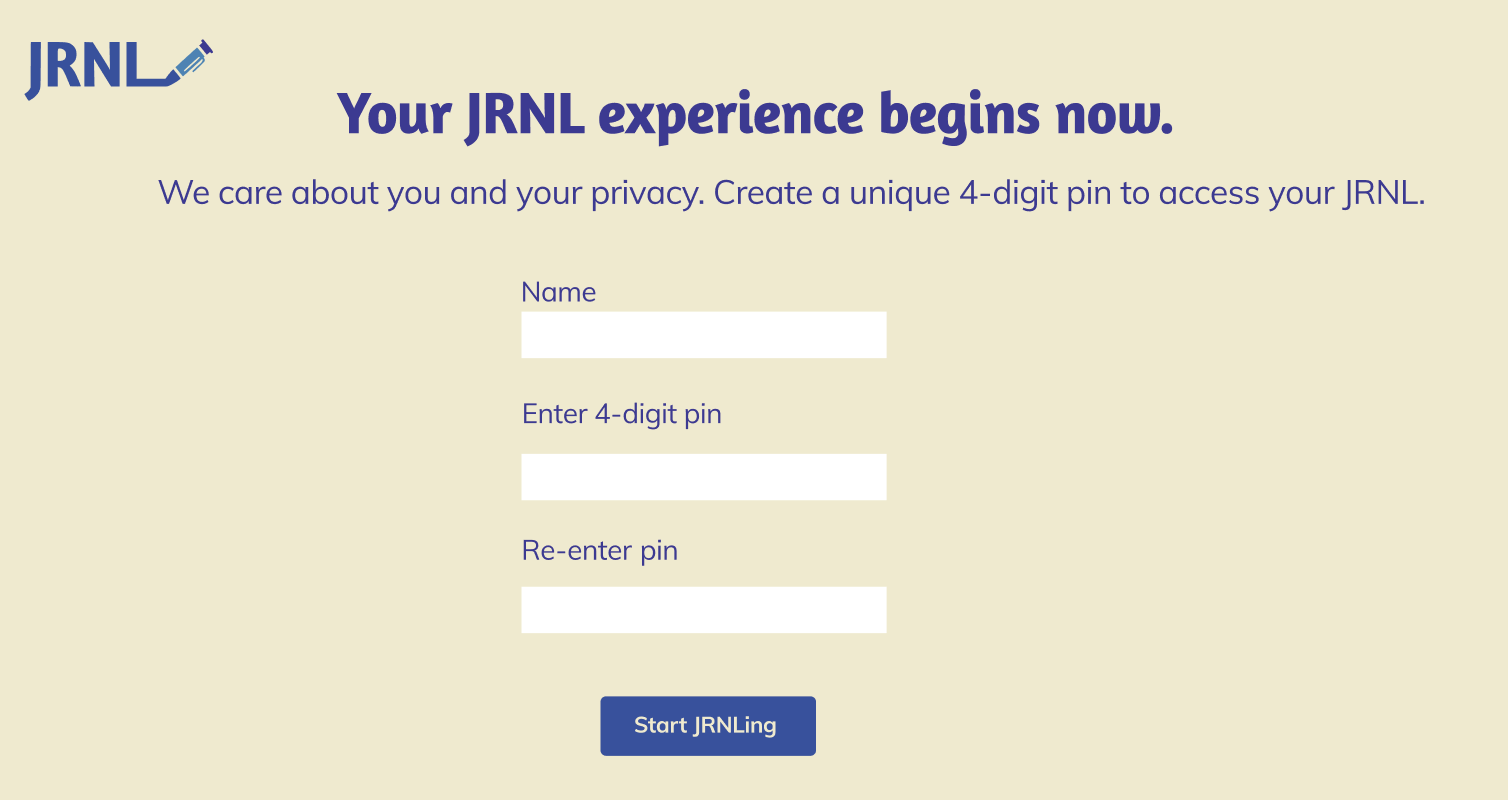 JRNL
Your JRNL experience begins now.
We care about you and your privacy. Create a unique 4-digit pin to access your JRNL.
Name
Enter 4-digit pin
Re-enter pin
Start JRNLing